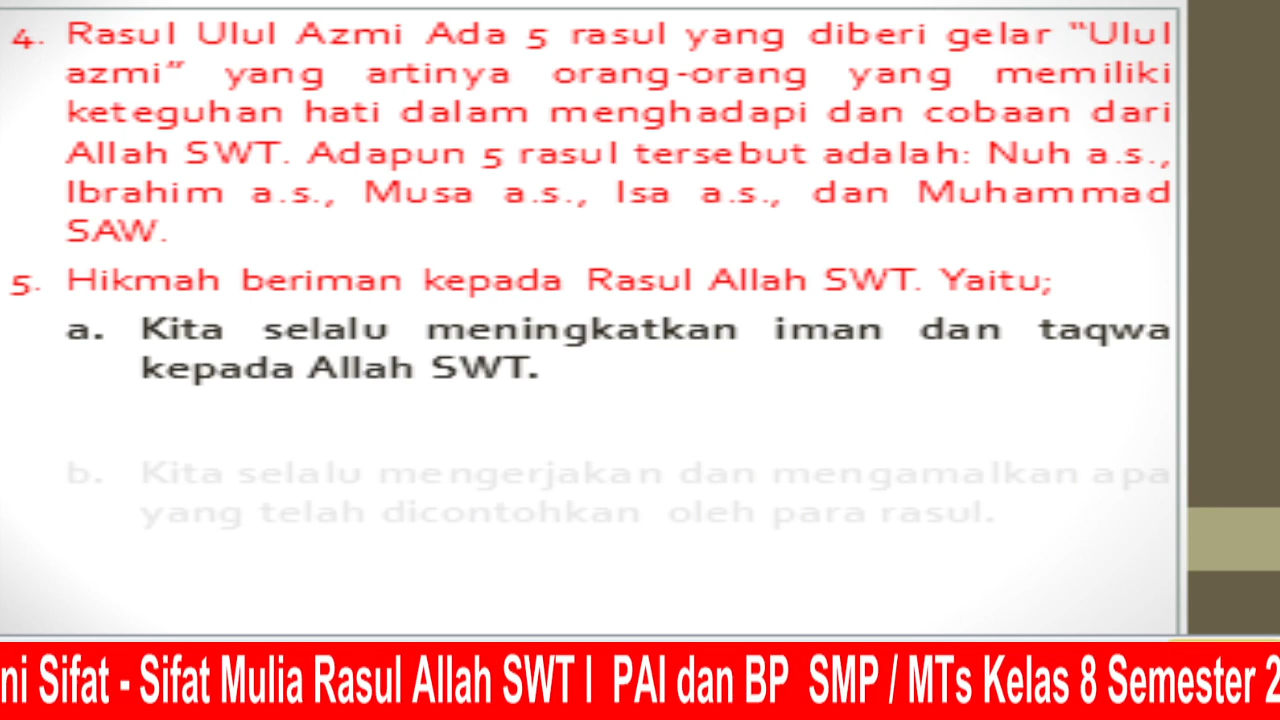 4. Rasul Ulul Azmi Ada 5 rasul yang diberi gelar “Ulul
azmi” yang artinya orang-orang yang memiliki
keteguhan hati dalam menghadapi dan cobaan dari
Allah SWT. Adapun 5 rasul tersebut adalah: Nuh a.s.,
Ibrahim a.s., Musa a.s., Isa a.s., dan Muhammad
SAW.
5. Hikmah beriman kepada Rasul Allah SWT. Yaitu;
a. Kita selalu meningkatkan iman dan taqwa
kepada Allah SWT.
b. Kita selalu mengerjakan dan mengamalkan apa
yang telah dicontohkan oleh para rasul.
ni Sifat - Sifat Mulia Rasul Allah SWT l PAI dan BP SMP / MTs Kelas 8 Semester 2